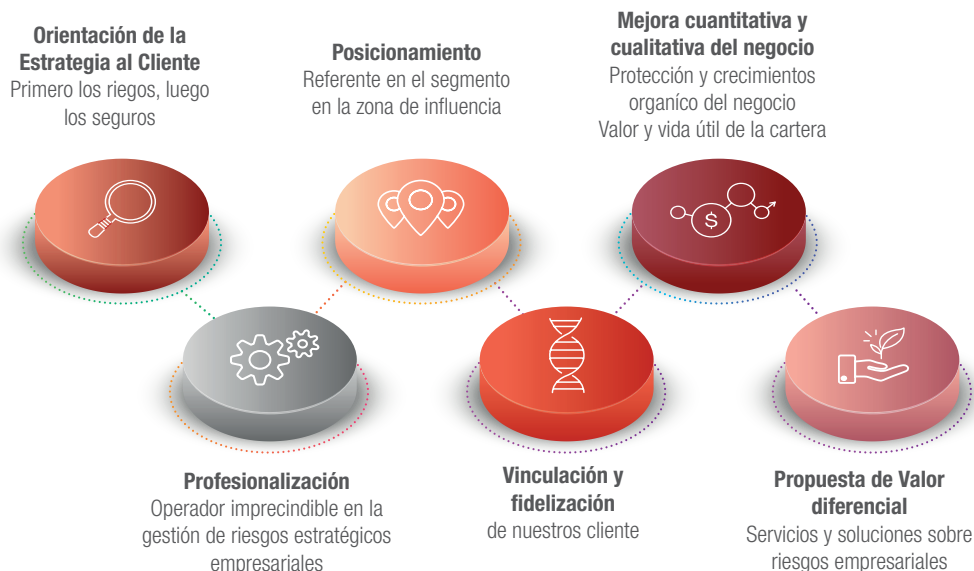 Orientación de la
Estrategia al Cliente
Primero los riegos, luego
los seguros
Profesionalización
Operador imprecindible en la
gestión de riesgos estratégicos
empresariales
Posicionamiento
Referente en el segmento
en la zona de influencia
Vinculación y
fidelización
de nuestros cliente
Mejora cuantitativa y
cualitativa del negocio
Protección y crecimientos
organíco del negocio
Valor y vida útil de la cartera
$
Propuesta de Valor
diferencial
Servicios y soluciones sobre
riesgos empresariales